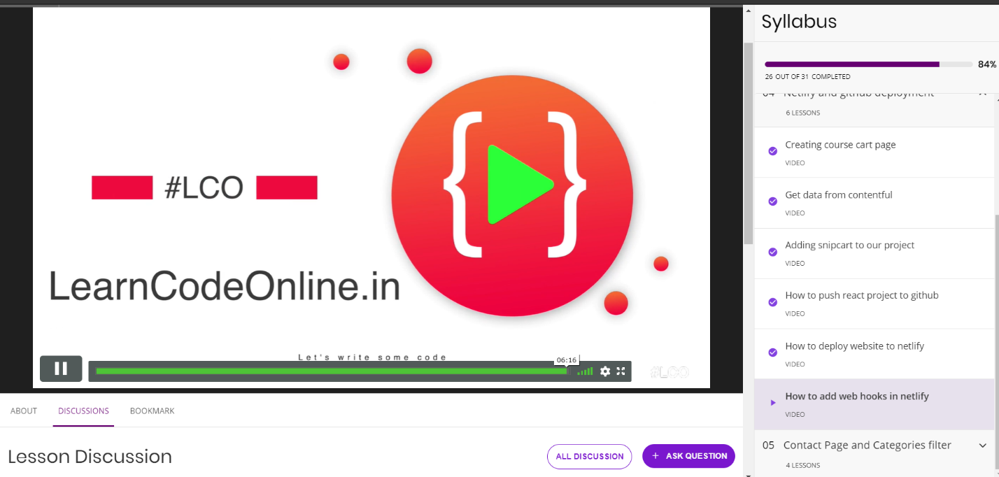 #LCO
LearnCodeOnline.in
Let's write some code
06:16
#LCO
ABOUT
DISCUSSIONS
BOOKMARK
Lesson Discussion
ALL DISCUSSION
+ ASK QUESTION
Syllabus
84%
26 OUT OF 31 COMPLETED
04 Netlify and github deployment
6 LESSONS
Creating course cart page
VIDEO
Get data from contentful
VIDEO
Adding snipcart to our project
VIDEO
How to push react project to github
VIDEO
How to deploy website to netlify
VIDEO
How to add web hooks in netlify
VIDEO
05 Contact Page and Categories filter
4 LESSONS